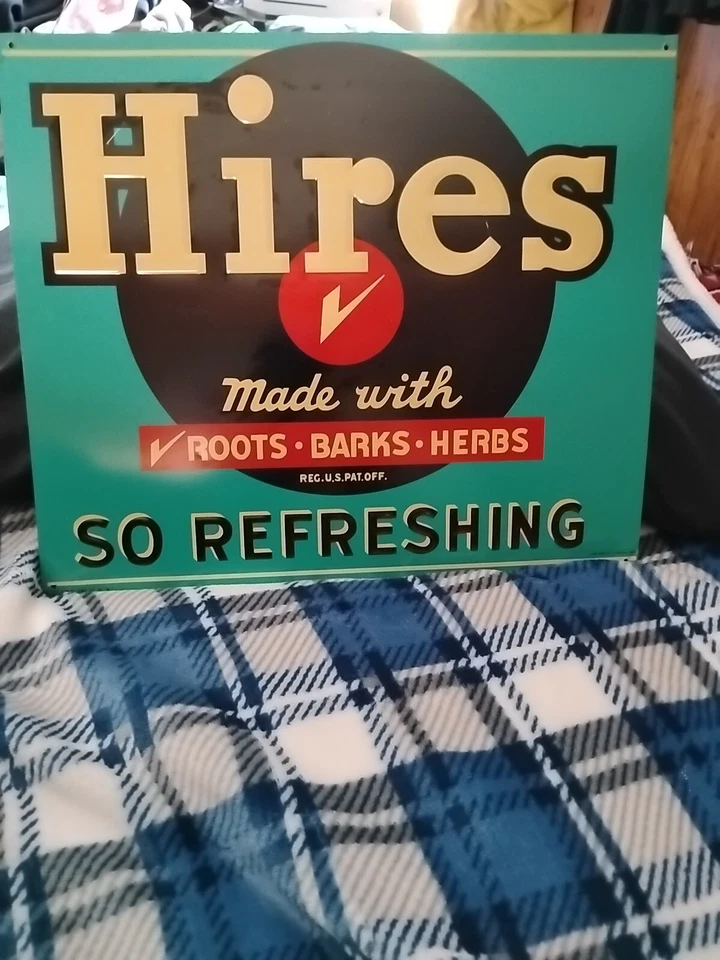 Hires
Made with
ROOTS · BARKS · HERBS
REG.U.S.PAT.OFF.
SO REFRESHING